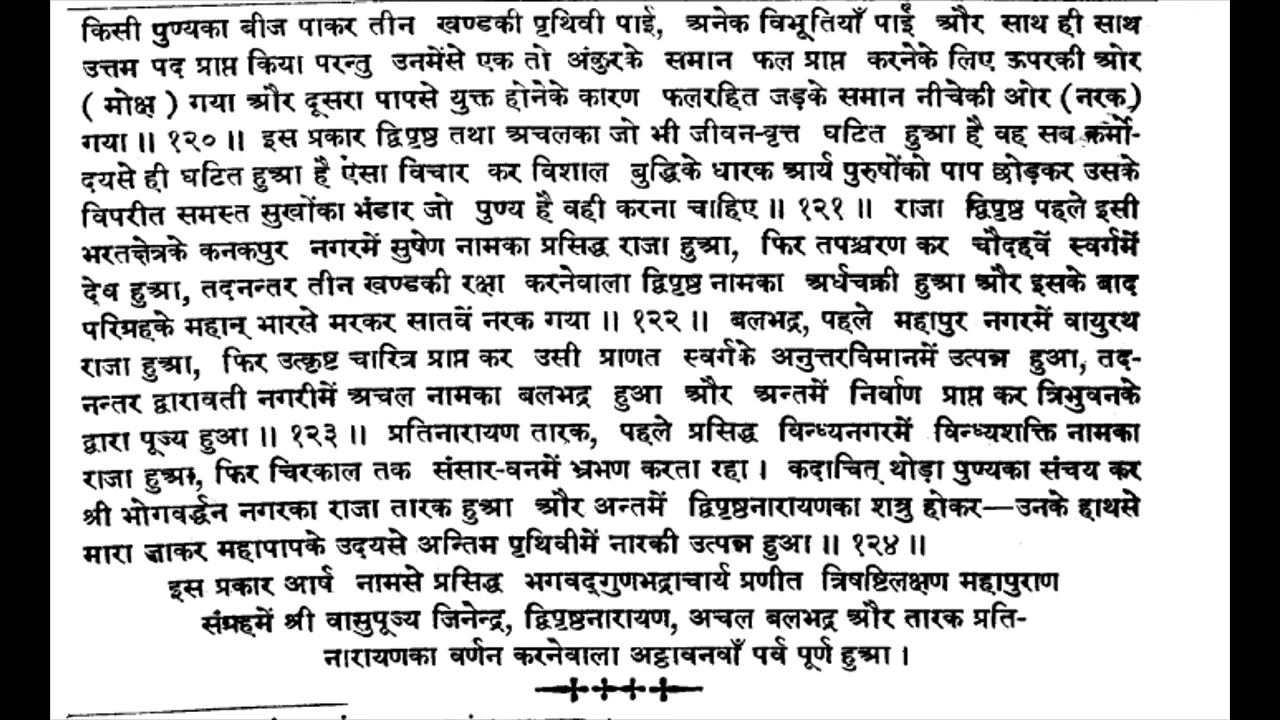 किसी पुण्यका बीज पाकर तीन खण्डकी पृथिवी पाई, अनेक विभूतियाँ पाईं और साथ ही साथ
उत्तम पद प्राप्त किया परन्तु उनमेंसे एक तो अंकुरके समान फल प्राप्त करनेके लिए ऊपरकी ओर
( मोक्ष ) गया और दूसरा पापसे युक्त होनेके कारण फलरहित जड़के समान नीचेकी ओर (नरक)
गया ॥ १२० ॥ इस प्रकार द्विपृष्ठ तथा अचलका जो भी जीवन-वृत्त घटित हुआ है वह सब कर्मो-
दयसे ही घटित हुआ है ऐसा विचार कर विशाल बुद्धिके धारक आर्य पुरुषोंको पाप छोड़कर उसके
विपरीत समस्त सुखोंका भंडार जो पुण्य है वही करना चाहिए ॥ १२१ ॥ राजा द्विपृष्ठ पहले इसी
भरतक्षेत्रके कनकपुर नगरमें सुषेण नामका प्रसिद्ध राजा हुआ, फिर तपश्चरण कर चौदहवें स्वर्गमें
देव हुआ, तदनन्तर तीन खण्डकी रक्षा करनेवाला द्विपृष्ठ नामका अर्धचक्री हुआ और इसके बाद
परिग्रहके महान् भारसे मरकर सातवें नरक गया ॥ १२२ ॥ बलभद्र, पहले महापुर नगरमें वायुरथ
राजा हुआ, फिर उत्कृष्ट चारित्र प्राप्त कर उसी प्राणत स्वर्गके अनुत्तरविमानमें उत्पन्न हुआ, तद-
नन्तर द्वारावती नगरीमें अचल नामका बलभद्र हुआ और अन्तमें निर्वाण प्राप्त कर त्रिभुवनके
द्वारा पूज्य हुआ ॥ १२३ ॥ प्रतिनारायण तारक, पहले प्रसिद्ध विन्ध्यनगरमें विन्ध्यशक्ति नामका
राजा हुआ, फिर चिरकाल तक संसार-वनमें भ्रमण करता रहा । कदाचित् थोड़ा पुण्यका संचय कर
श्री भोगवर्द्धन नगरका राजा तारक हुआ और अन्तमें द्विपृष्ठनारायणका शत्रु होकर—उनके हाथसे
मारा जाकर महापापके उदयसे अन्तिम पृथिवीमें नारकी उत्पन्न हुआ ॥ १२४ ॥
इस प्रकार आर्ष नामसे प्रसिद्ध भगवद्गुणभद्राचार्य प्रणीत त्रिषष्टिलक्षण महापुराण
संग्रहमें श्री वासुपूज्य जिनेन्द्र, द्विपृष्ठनारायण, अचल बलभद्र और तारक प्रति-
नारायणका वर्णन करनेवाला अट्ठावनवाँ पर्व पूर्ण हुआ ।